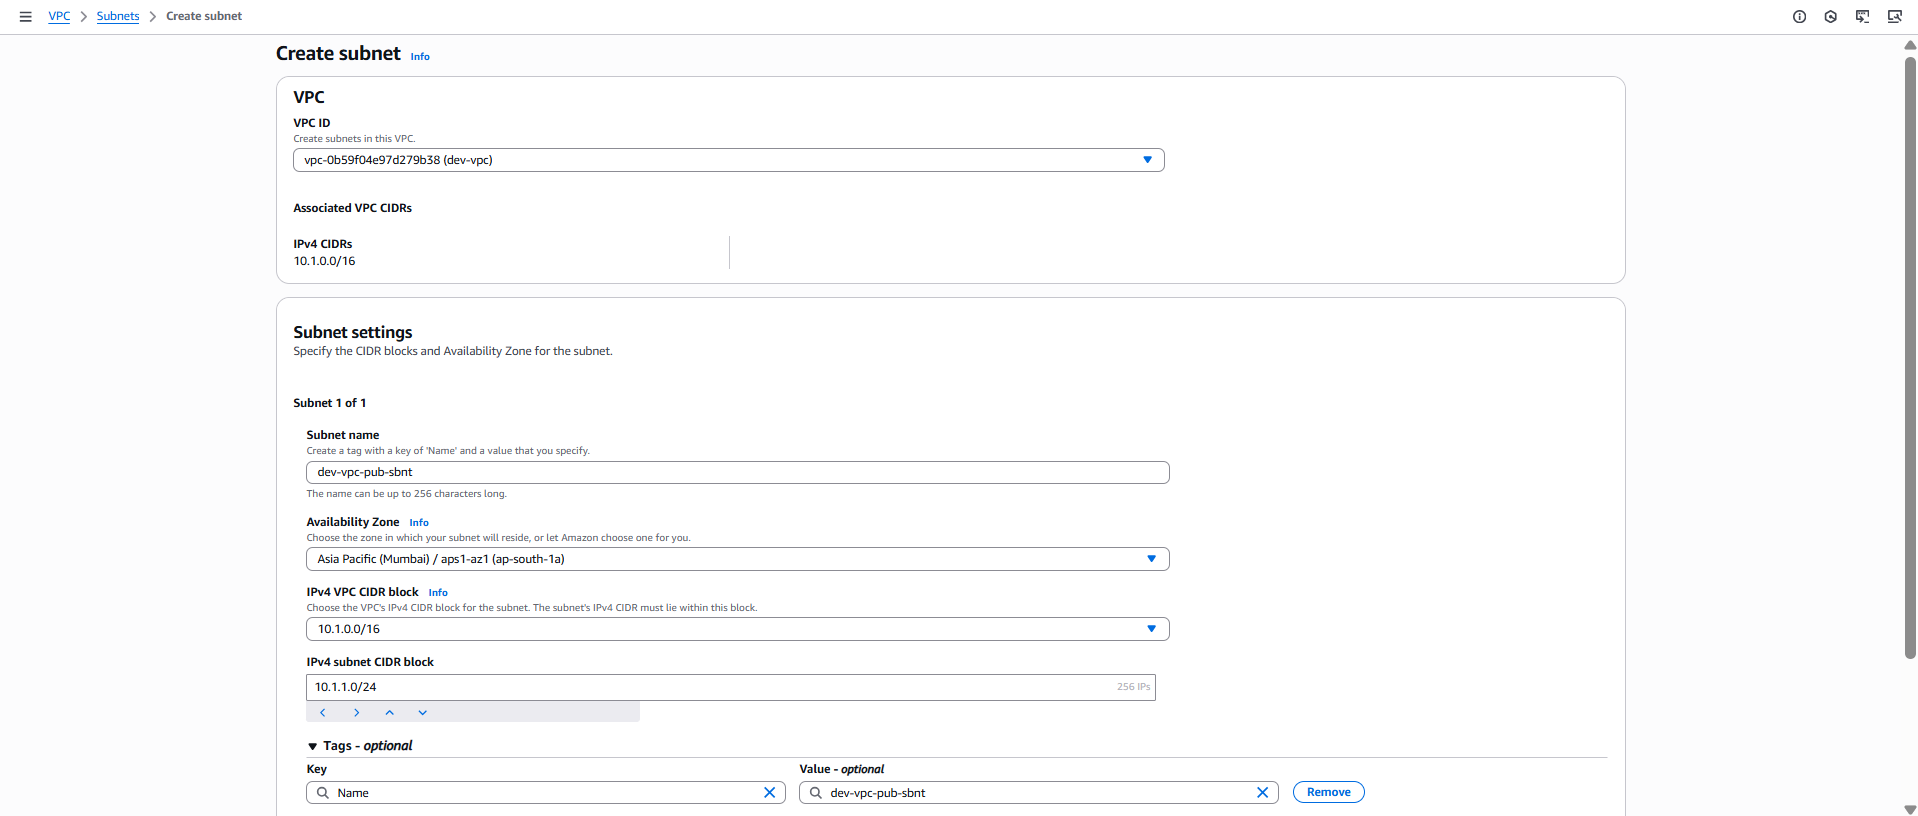 VPC > Subnets > Create subnet
Create subnet Info
VPC
VPC ID
Create subnets in this VPC.
vpc-0b59f04e97d279b38 (dev-vpc)
Associated VPC CIDRs
IPv4 CIDRs
10.1.0.0/16
Subnet settings
Specify the CIDR blocks and Availability Zone for the subnet.
Subnet 1 of 1
Subnet name
Create a tag with a key of 'Name' and a value that you specify.
dev-vpc-pub-sbnt
The name can be up to 256 characters long.
Availability Zone Info
Choose the zone in which your subnet will reside, or let Amazon choose one for you.
Asia Pacific (Mumbai) / aps1-az1 (ap-south-1a)
IPv4 VPC CIDR block Info
Choose the VPC's IPv4 CIDR block for the subnet. The subnet's IPv4 CIDR must lie within this block.
10.1.0.0/16
IPv4 subnet CIDR block
10.1.1.0/24 256 IPs
Tags - optional
Key Value - optional
Name dev-vpc-pub-sbnt Remove